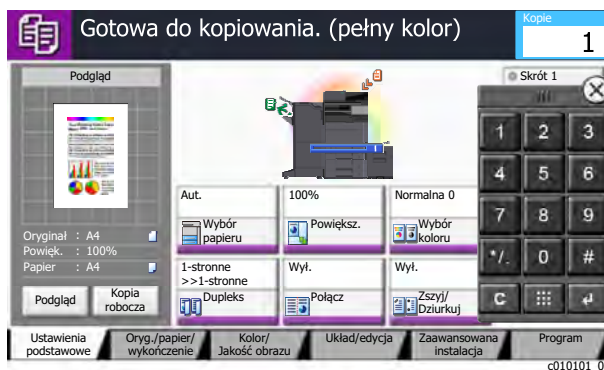 Gotowa do kopiowania. (pełny kolor)
Kopie
1
Podgląd
Skrót 1
Oryginał : A4
Powięk. : 100%
Papier : A4
Podgląd
Kopia
robocza
Aut.
Wybór
papieru
100%
Powiększ.
Normalna 0
Wybór
koloru
1-stronne
>>1-stronne
Dupleks
Wył.
Połącz
Wył.
Zszyj/
Dziurkuj
1 2 3
4 5 6
7 8 9
*/. 0 #
C
Ustawienia
podstawowe
Oryg./papier/
wykończenie
Kolor/
Jakość obrazu
Układ/edycja
Zaawansowana
instalacja
Program
c010101_0